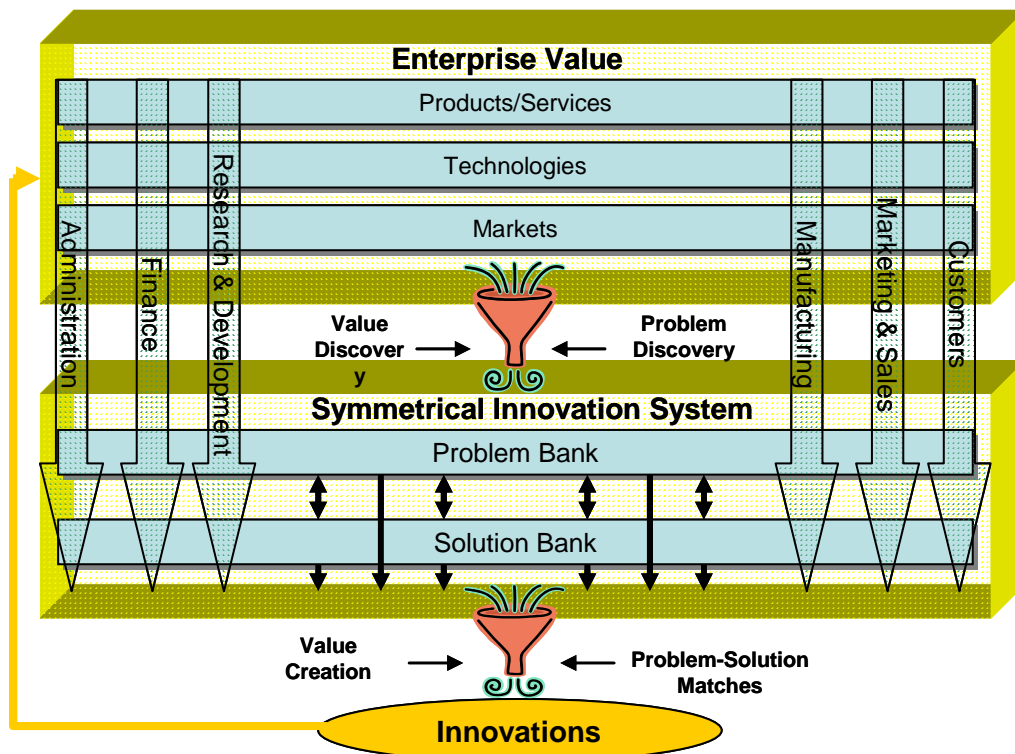 Enterprise Value
Products/Services
Technologies
Markets
Administration
Finance
Research & Development
Manufacturing
Marketing & Sales
Customers
Value
Discover
y
Problem
Discovery
Symmetrical Innovation System
Problem Bank
Solution Bank
Value
Creation
Problem-Solution
Matches
Innovations